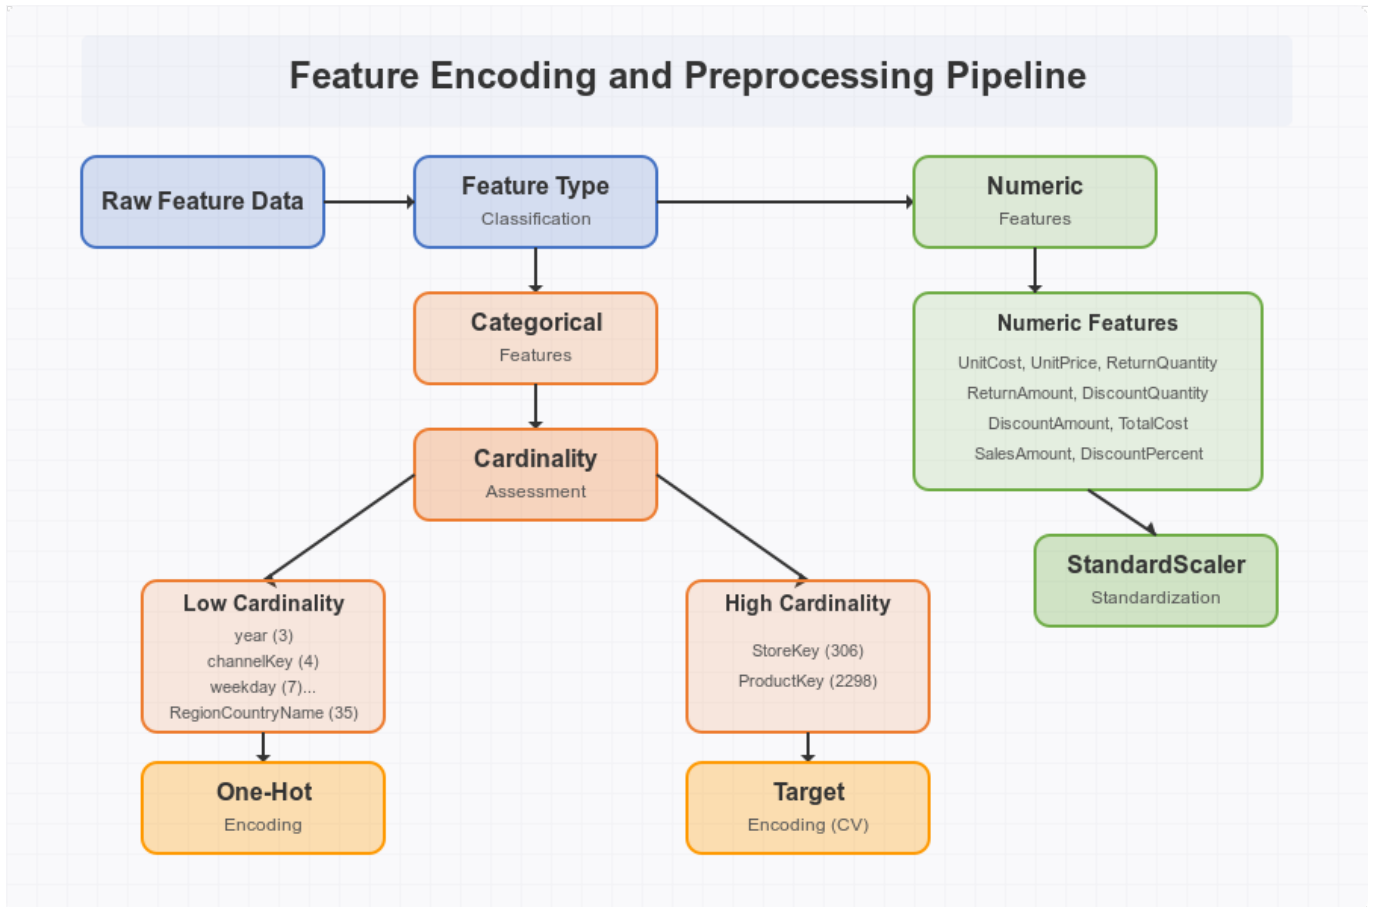 Feature Encoding and Preprocessing Pipeline
Raw Feature Data
Feature Type
Classification
Numeric
Features
Categorical
Features
Numeric Features
UnitCost, UnitPrice, ReturnQuantity
ReturnAmount, DiscountQuantity
DiscountAmount, TotalCost
SalesAmount, DiscountPercent
Cardinality
Assessment
StandardScaler
Standardization
Low Cardinality
year (3)
channelKey (4)
weekday (7)...
RegionCountryName (35)
High Cardinality
StoreKey (306)
ProductKey (2298)
One-Hot
Encoding
Target
Encoding (CV)